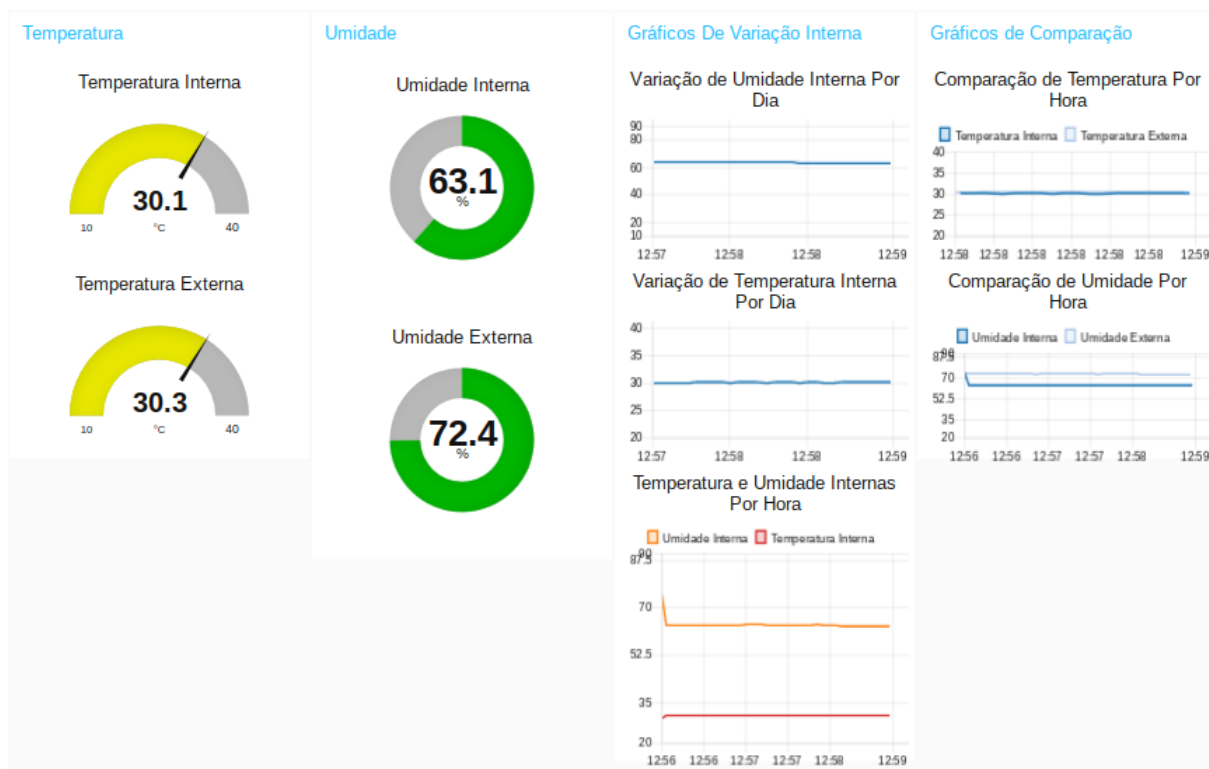 Temperatura
Temperatura Interna
30.1
°C
10
40
Temperatura Externa
30.3
°C
10
40
Umidade
Umidade Interna
63.1
%
Umidade Externa
72.4
%
Gráficos De Variação Interna
Variação de Umidade Interna Por
Dia
90
80
60
40
20
10
12:57 12:58 12:58 12:59
Variação de Temperatura Interna
Por Dia
40
35
30
25
20
12:57 12:58 12:58 12:59
Temperatura e Umidade Internas
Por Hora
Umidade Interna Temperatura Interna
90
87.5
70
52.5
35
20
12:56 12:56 12:57 12:57 12:58 12:59
Gráficos de Comparação
Comparação de Temperatura Por
Hora
Temperatura Interna Temperatura Externa
40
35
30
25
20
12:58 12:58 12:58 12:58 12:58 12:58 12:59
Comparação de Umidade Por
Hora
Umidade Interna Umidade Externa
90
87.5
70
52.5
35
20
12:56 12:56 12:57 12:57 12:58 12:59